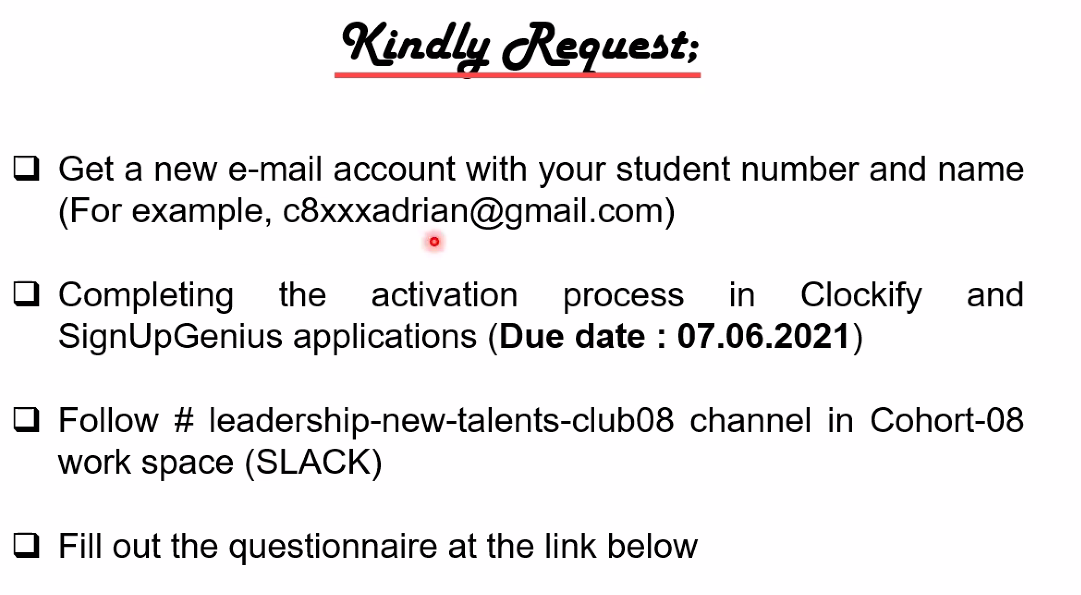 Kindly Request;
Get a new e-mail account with your student number and name
(For example, c8xxxadrian@gmail.com)
Completing the activation process in Clockify and
SignUpGenius applications (Due date : 07.06.2021)
Follow # leadership-new-talents-club08 channel in Cohort-08
work space (SLACK)
Fill out the questionnaire at the link below